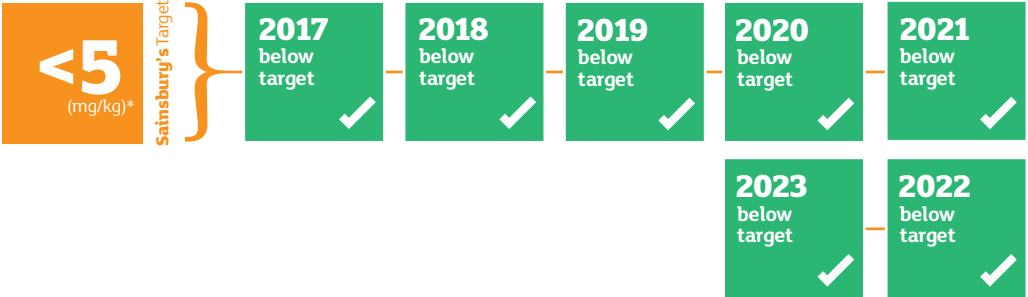 <5
(mg/kg)*
Sainsbury's Target
2017
below
target
2018
below
target
2019
below
target
2020
below
target
2021
below
target
2023
below
target
2022
below
target